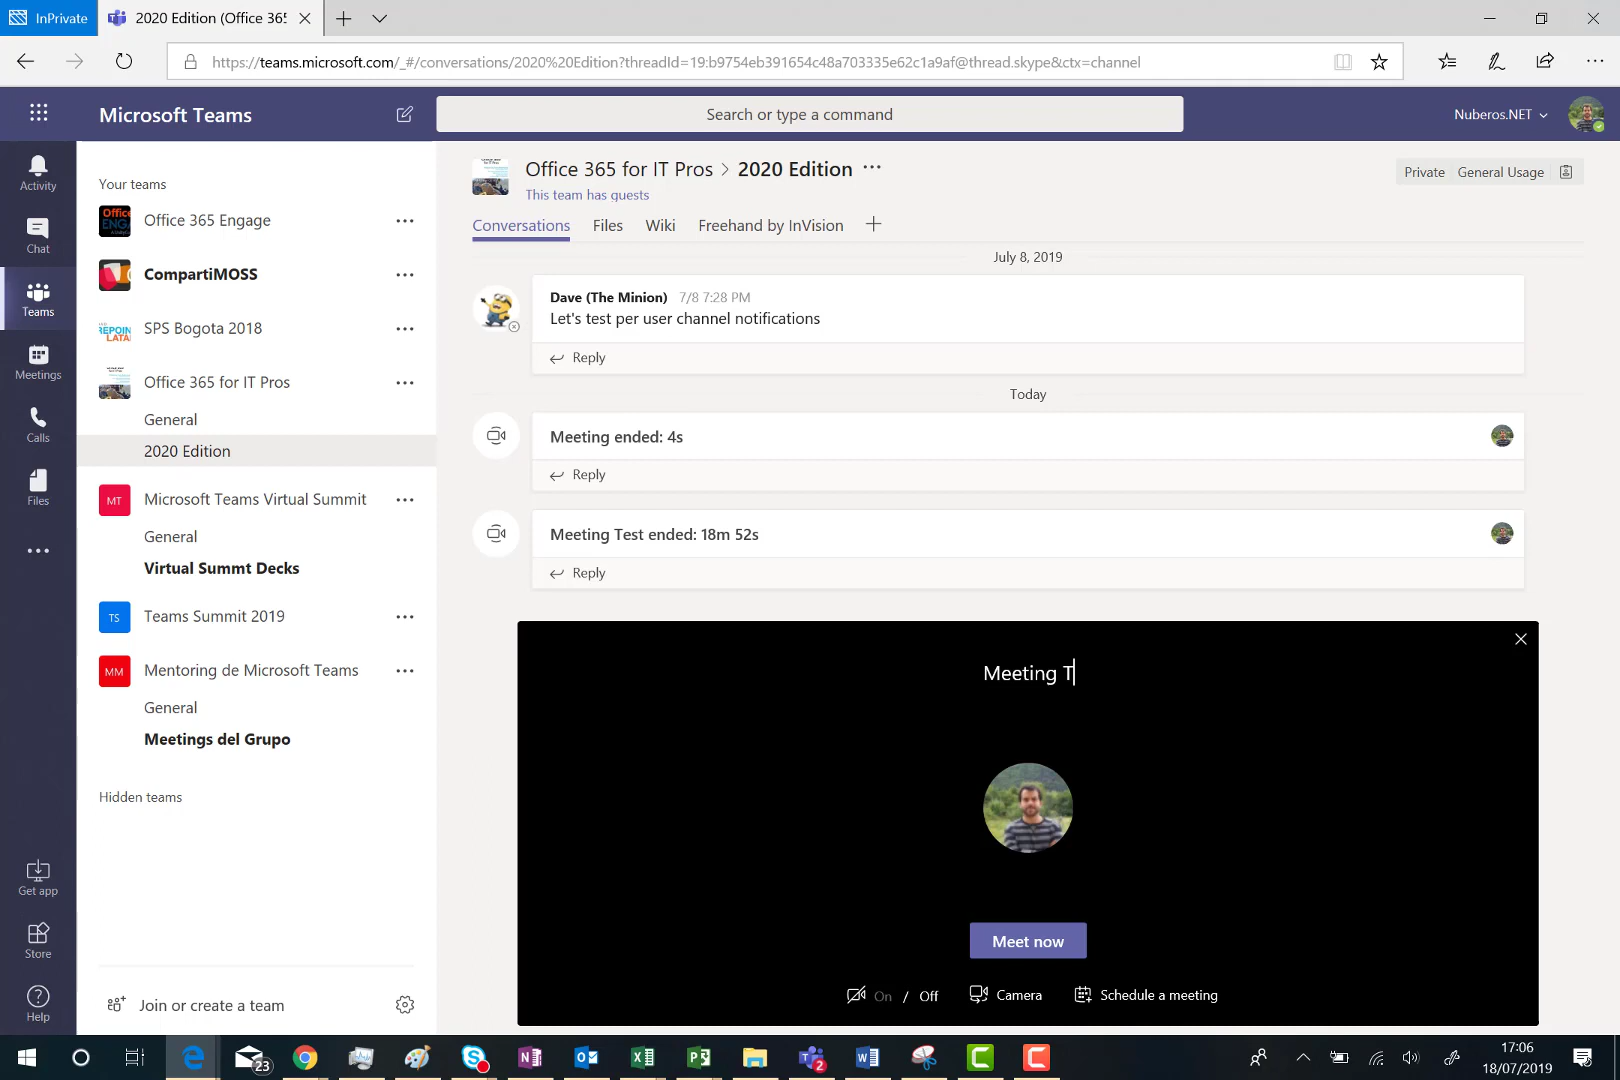 InPrivate
2020 Edition (Office 365
https://teams.microsoft.com/_#/conversations/2020%20Edition?threadId=19:b9754eb391654c48a703335e62c1a9af@thread.skype&ctx=channel
Microsoft Teams
Search or type a command
Nuberos.NET
Activity
Chat
Teams
Meetings
Calls
Files
Get app
Store
Help
Your teams
Office 365 Engage
CompartiMOSS
SPS Bogota 2018
Office 365 for IT Pros
General
2020 Edition
MT
Microsoft Teams Virtual Summit
General
Virtual Summt Decks
TS
Teams Summit 2019
MM
Mentoring de Microsoft Teams
General
Meetings del Grupo
Hidden teams
Join or create a team
Office 365 for IT Pros > 2020 Edition
This team has guests
Private General Usage
Conversations Files Wiki Freehand by InVision
July 8, 2019
Dave (The Minion) 7/8 7:28 PM
Let's test per user channel notifications
Reply
Today
Meeting ended: 4s
Reply
Meeting Test ended: 18m 52s
Reply
Meeting T
Meet now
On / Off Camera Schedule a meeting
23
2
17:06
18/07/2019